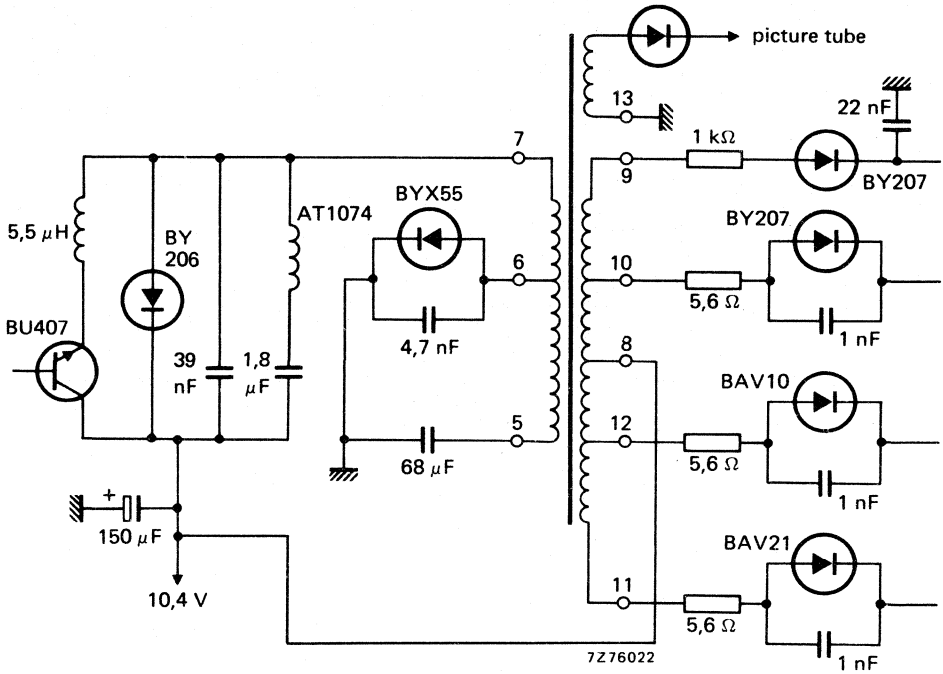 picture tube
13
22 nF
7
1 kΩ
9
BY207
BYX55
AT1074
BY207
5,5 μH
BY
206
6
10
5,6 Ω
1 nF
BU407
4,7 nF
8
39
nF
1,8
μF
BAV10
5
12
68 μF
5,6 Ω
1 nF
+
150 μF
BAV21
10,4 V
11
5,6 Ω
7Z76022
1 nF